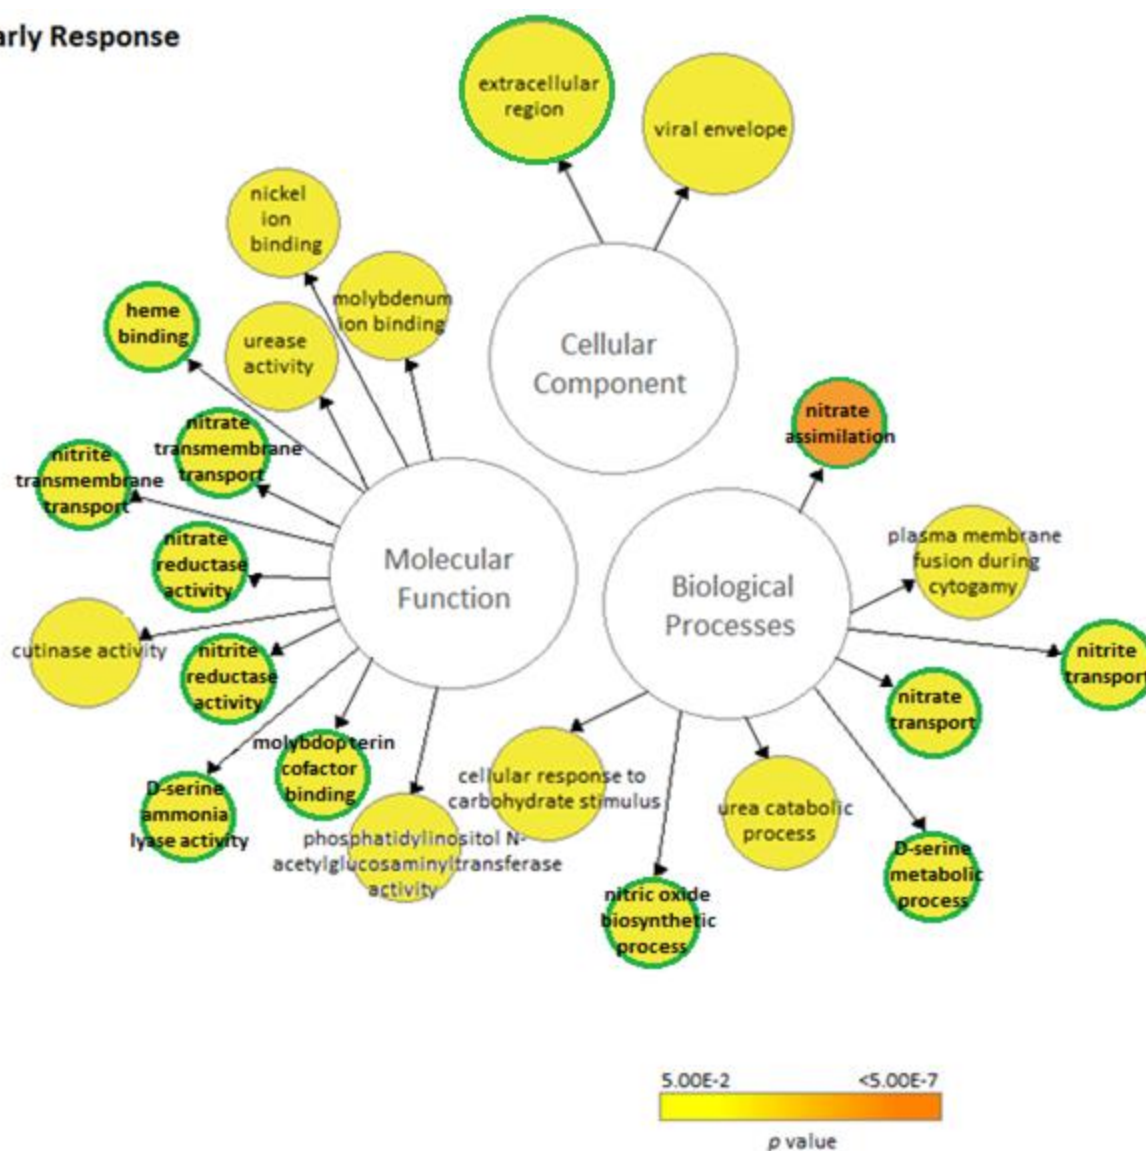 arly Response
extracellular
region
viral envelope
nickel
ion
binding
molybdenum
ion binding
heme
binding
urease
activity
Cellular
Component
nitrate
assimilation
nitrate
transmembrane
transport
nitrite
transmembrane
transport
nitrate
reductase
activity
Molecular
Function
Biological
Processes
plasma membrane
fusion during
cytogamy
cutinase activity
nitrite
reductase
activity
nitrite
transport
nitrate
transport
molybdopterin
cofactor
binding
D-serine
ammonia
lyase activity
phosphatidylinositol N-
acetylglucosaminyltransferase
activity
cellular response to
carbohydrate stimulus
urea catabolic
process
D-serine
metabolic
process
nitric oxide
biosynthetic
process
5.00E-2
<5.00E-7
p value